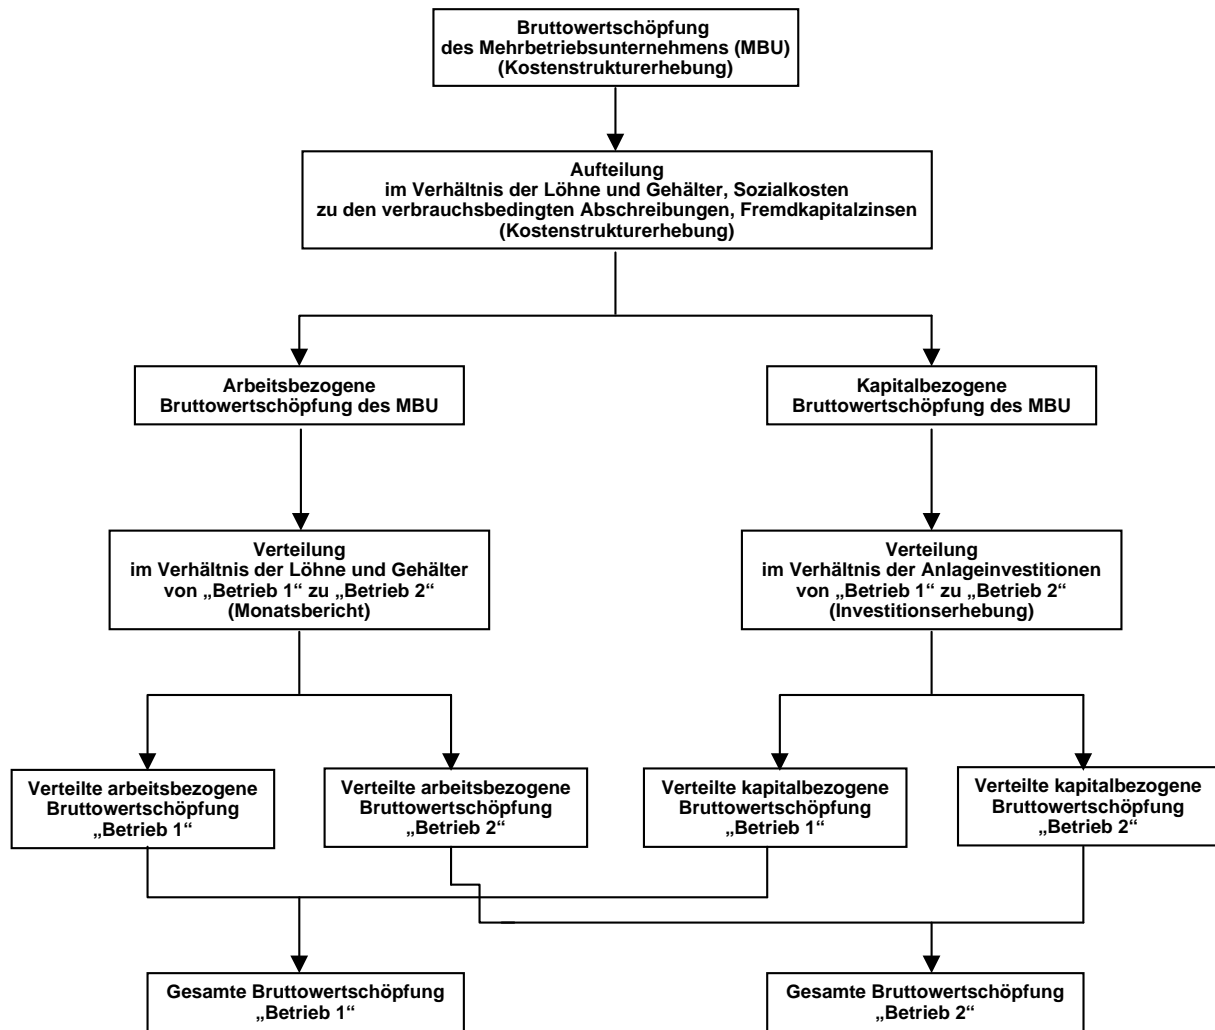 Bruttowertschöpfung
des Mehrbetriebsunternehmens (MBU)
(Kostenstrukturerhebung)
Aufteilung
im Verhältnis der Löhne und Gehälter, Sozialkosten
zu den verbrauchsbedingten Abschreibungen, Fremdkapitalzinsen
(Kostenstrukturerhebung)
Arbeitsbezogene
Bruttowertschöpfung des MBU
Kapitalbezogene
Bruttowertschöpfung des MBU
Verteilung
im Verhältnis der Löhne und Gehälter
von „Betrieb 1“ zu „Betrieb 2“
(Monatsbericht)
Verteilung
im Verhältnis der Anlageinvestitionen
von „Betrieb 1“ zu „Betrieb 2“
(Investitionserhebung)
Verteilte arbeitsbezogene
Bruttowertschöpfung
„Betrieb 1“
Verteilte arbeitsbezogene
Bruttowertschöpfung
„Betrieb 2“
Verteilte kapitalbezogene
Bruttowertschöpfung
„Betrieb 1“
Verteilte kapitalbezogene
Bruttowertschöpfung
„Betrieb 2“
Gesamte Bruttowertschöpfung
„Betrieb 1“
Gesamte Bruttowertschöpfung
„Betrieb 2“